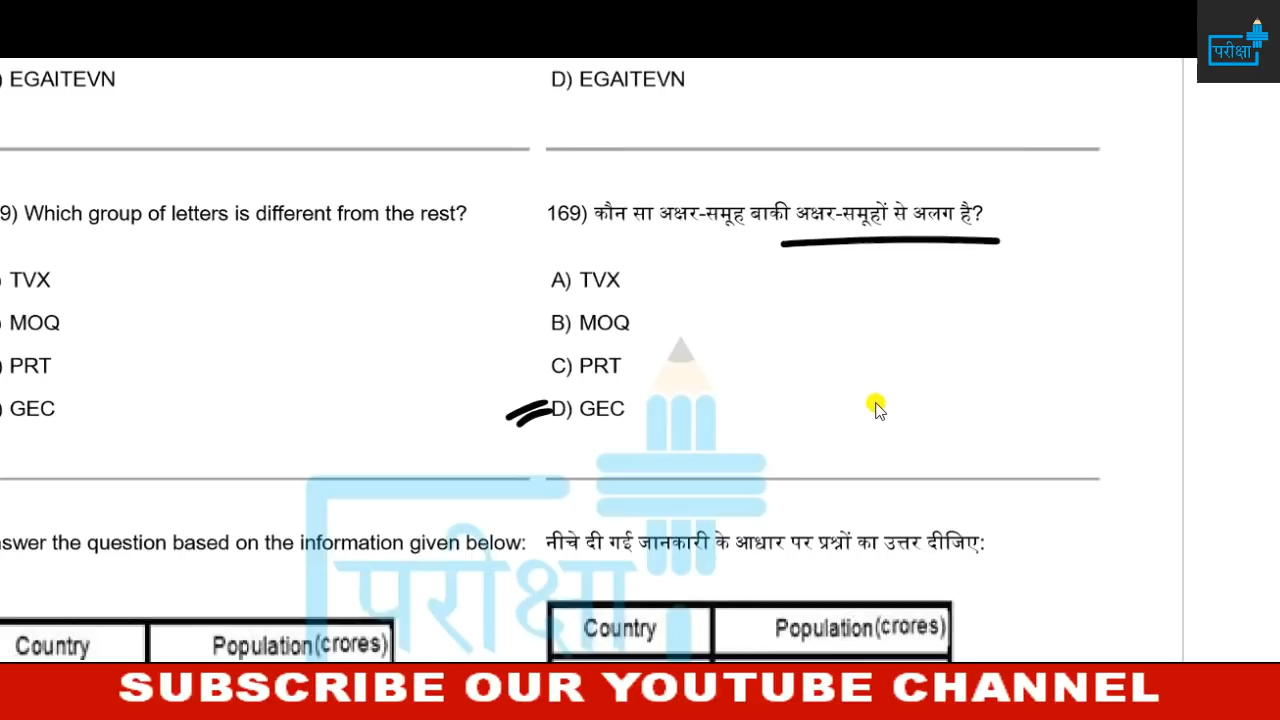 परीक्षा
) EGAITEVN
D) EGAITEVN
9) Which group of letters is different from the rest?
169) कौन सा अक्षर-समूह बाकी अक्षर-समूहों से अलग है?
) TVX
A) TVX
) MOQ
B) MOQ
) PRT
C) PRT
) GEC
D) GEC
nswer the question based on the information given below:
नीचे दी गई जानकारी के आधार पर प्रश्नों का उत्तर दीजिए:
परीक्षा
Country Population(crores)
Country Population(crores)
SUBSCRIBE OUR YOUTUBE CHANNEL